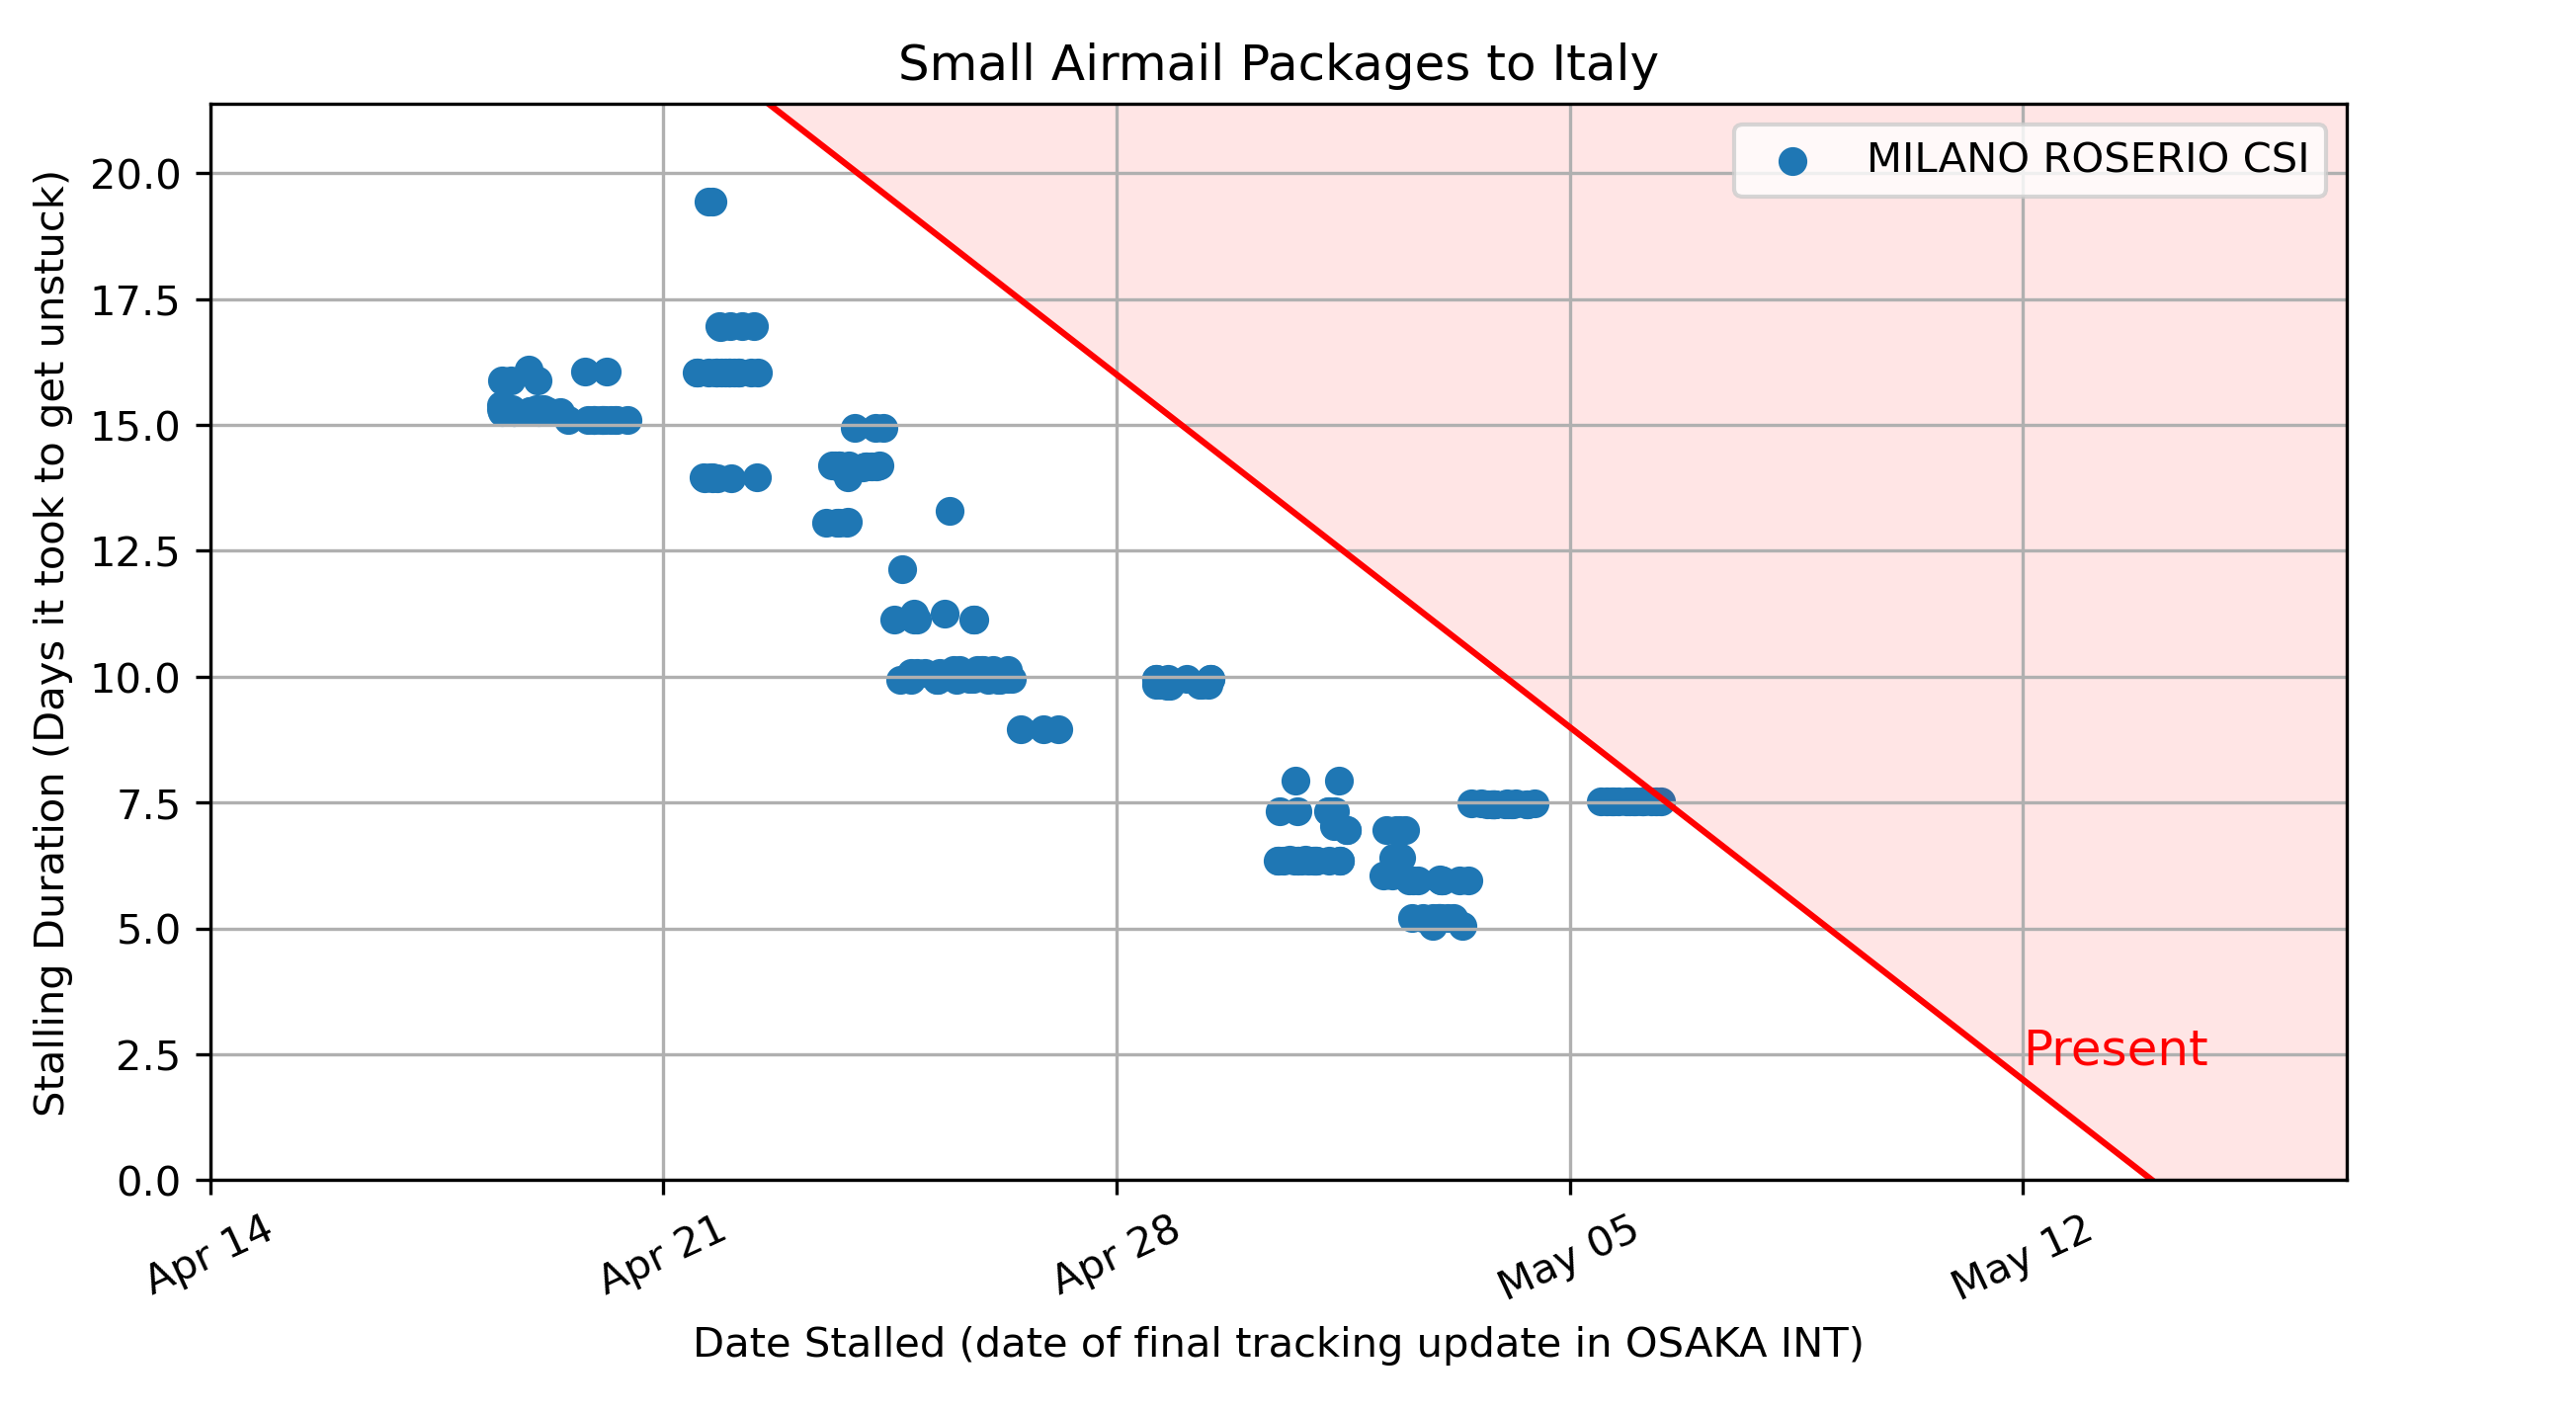 Small Airmail Packages to Italy
MILANO ROSERIO CSI
Stalling Duration (Days it took to get unstuck)
20.0
17.5
15.0
12.5
10.0
7.5
5.0
2.5
0.0
Present
Apr 14
Apr 21
Apr 28
May 05
May 12
Date Stalled (date of final tracking update in OSAKA INT)